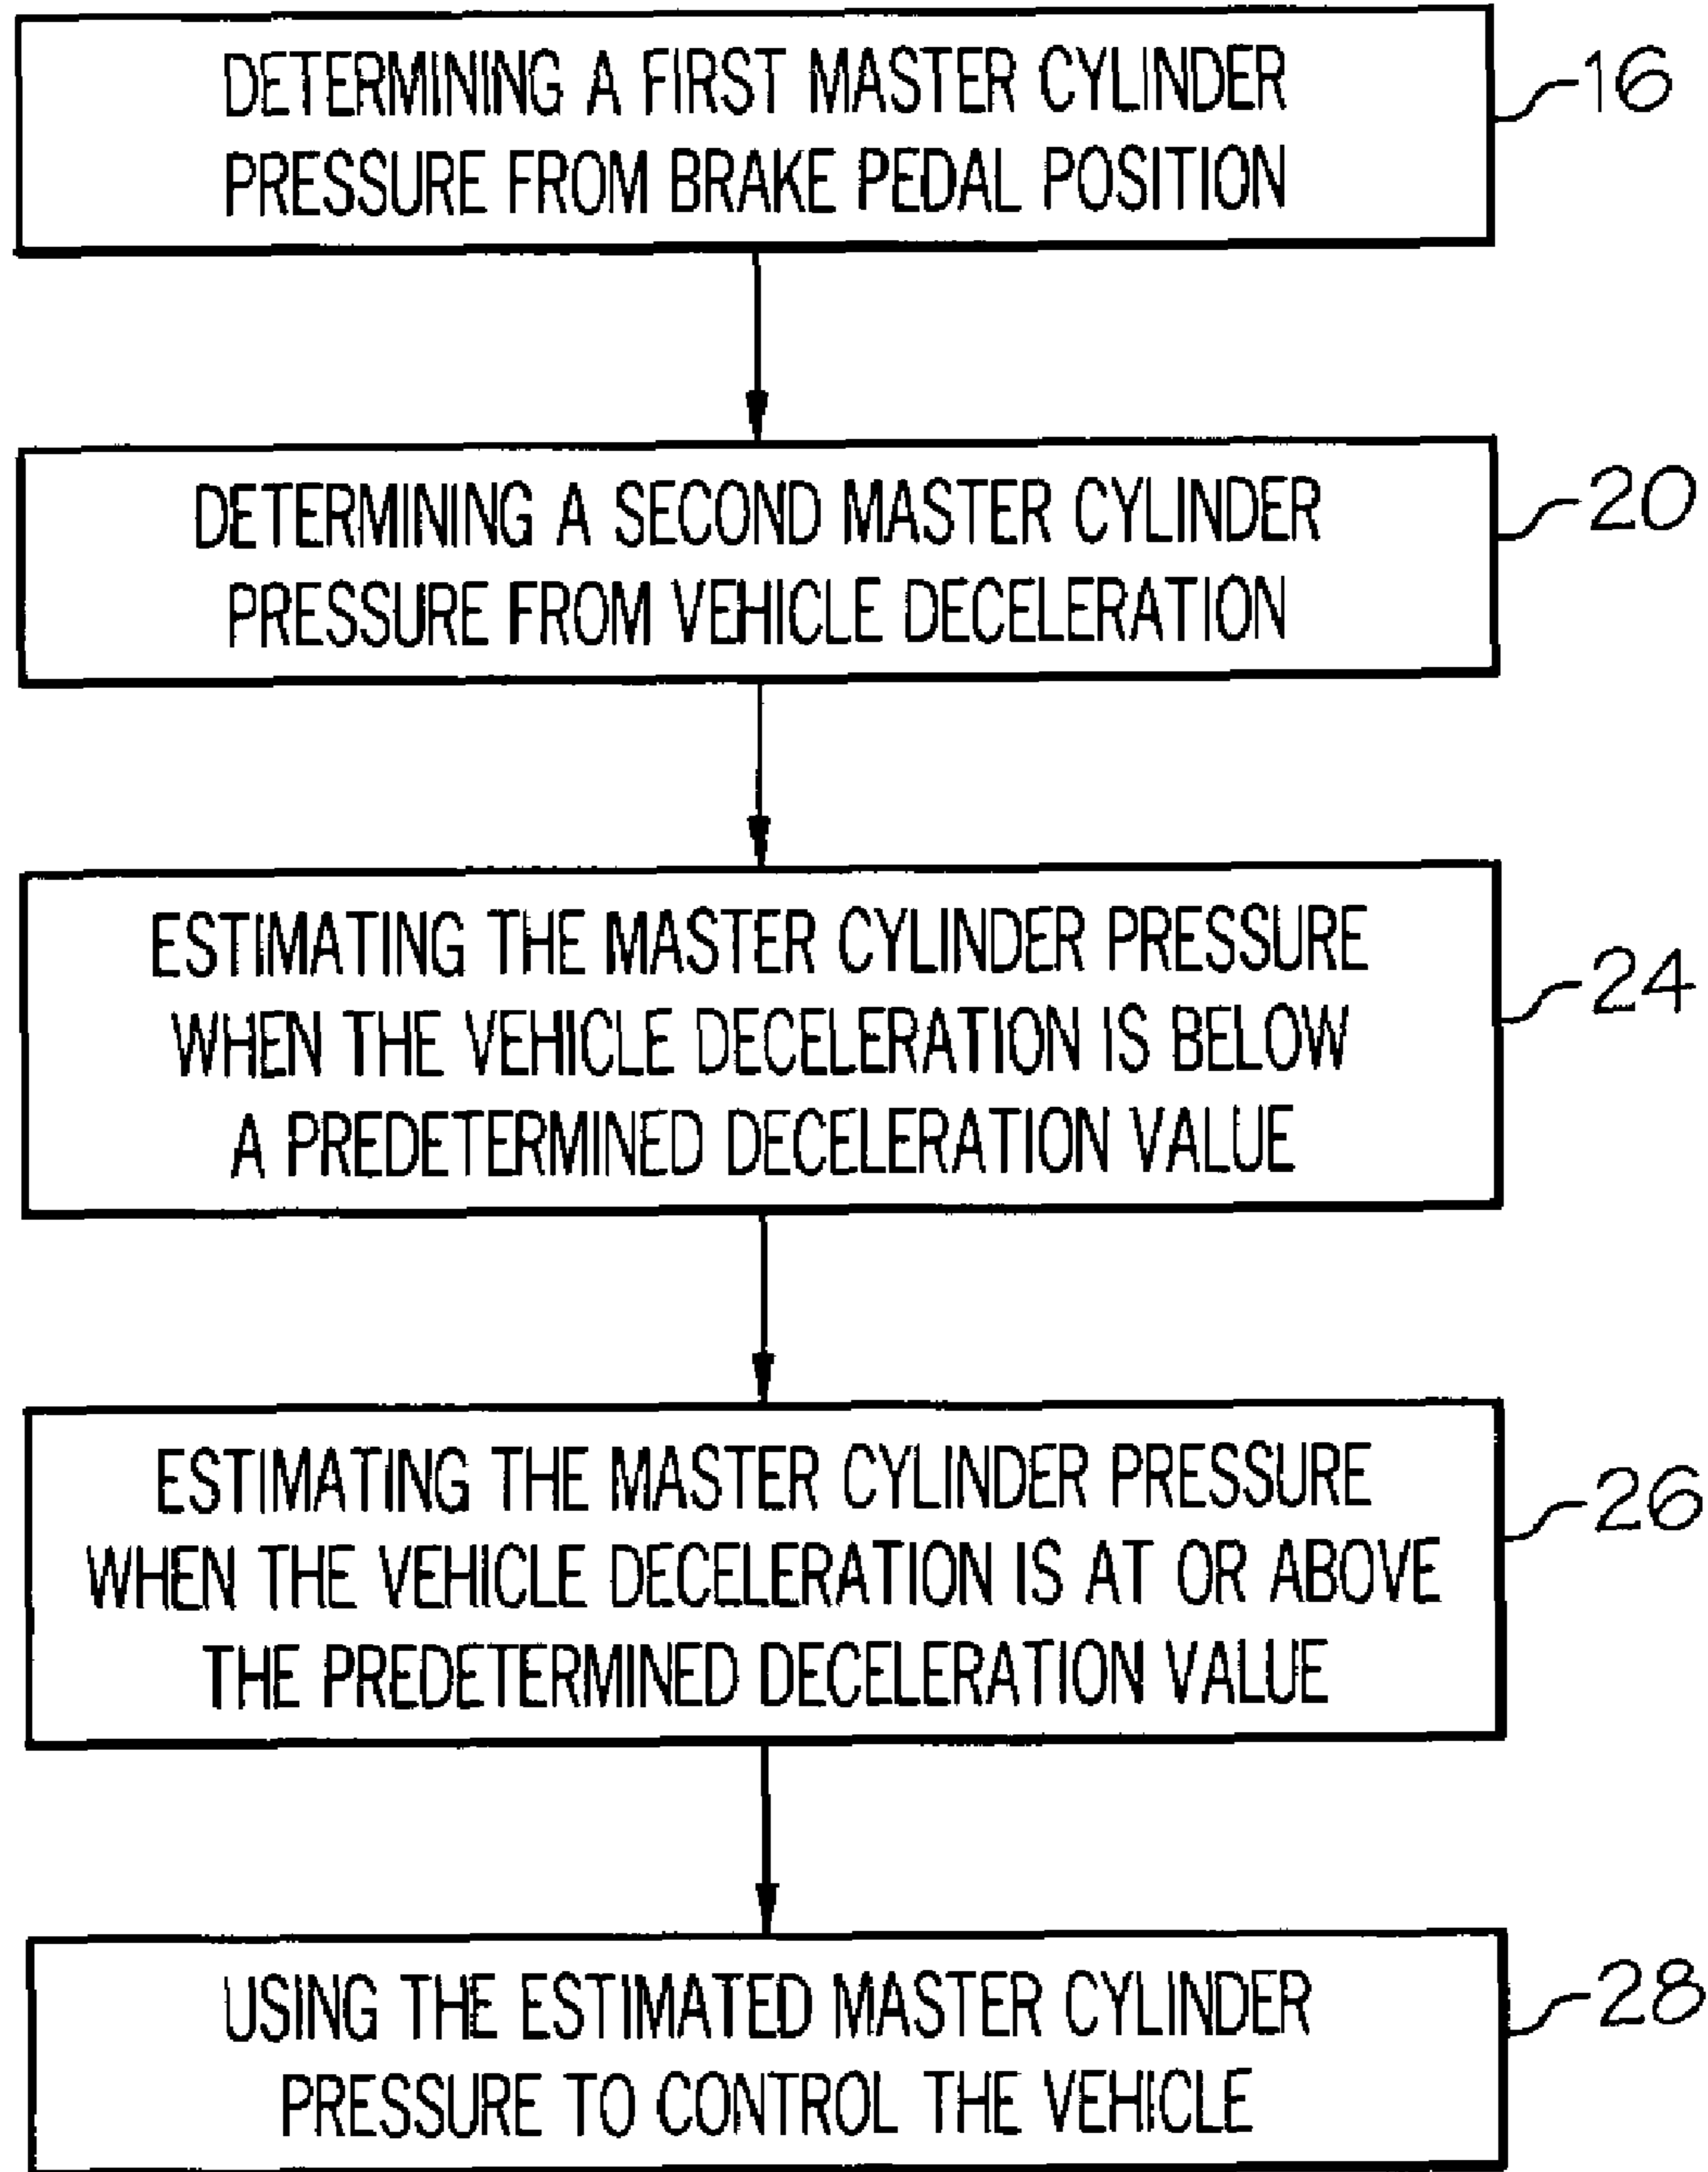 DETERMINING A FIRST MASTER CYLINDER
PRESSURE FROM BRAKE PEDAL POSITION
16
DETERMINING A SECOND MASTER CYLINDER
PRESSURE FROM VEHICLE DECELERATION
20
ESTIMATING THE MASTER CYLINDER PRESSURE
WHEN THE VEHICLE DECELERATION IS BELOW
A PREDETERMINED DECELERATION VALUE
24
ESTIMATING THE MASTER CYLINDER PRESSURE
WHEN THE VEHICLE DECELERATION IS AT OR ABOVE
THE PREDETERMINED DECELERATION VALUE
26
USING THE ESTIMATED MASTER CYLINDER
PRESSURE TO CONTROL THE VEHICLE
28